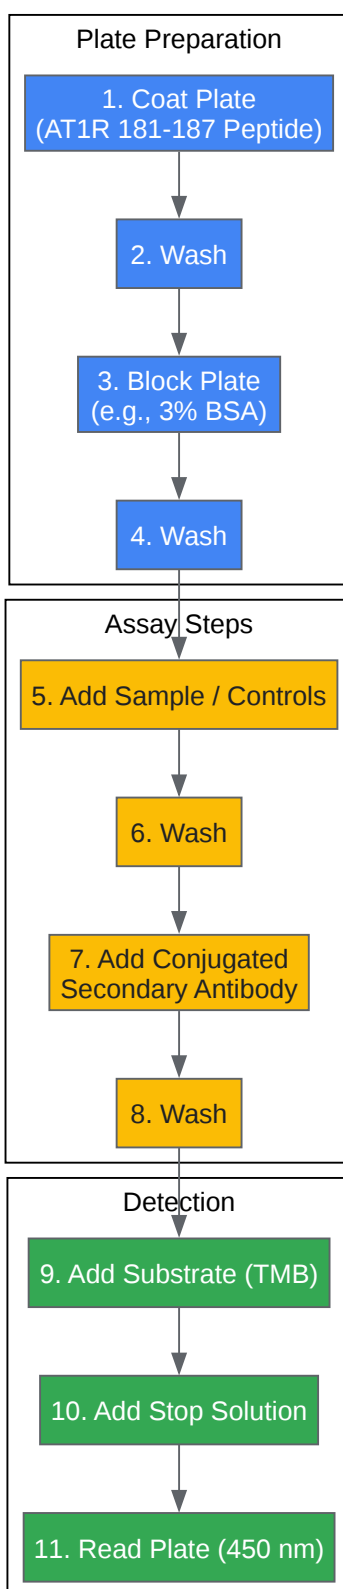 Plate Preparation
1. Coat Plate
(AT1R 181-187 Peptide)
2. Wash
3. Block Plate
(e.g., 3% BSA)
4. Wash
Assay Steps
5. Add Sample / Controls
6. Wash
7. Add Conjugated
Secondary Antibody
8. Wash
Detection
9. Add Substrate (TMB)
10. Add Stop Solution
11. Read Plate (450 nm)